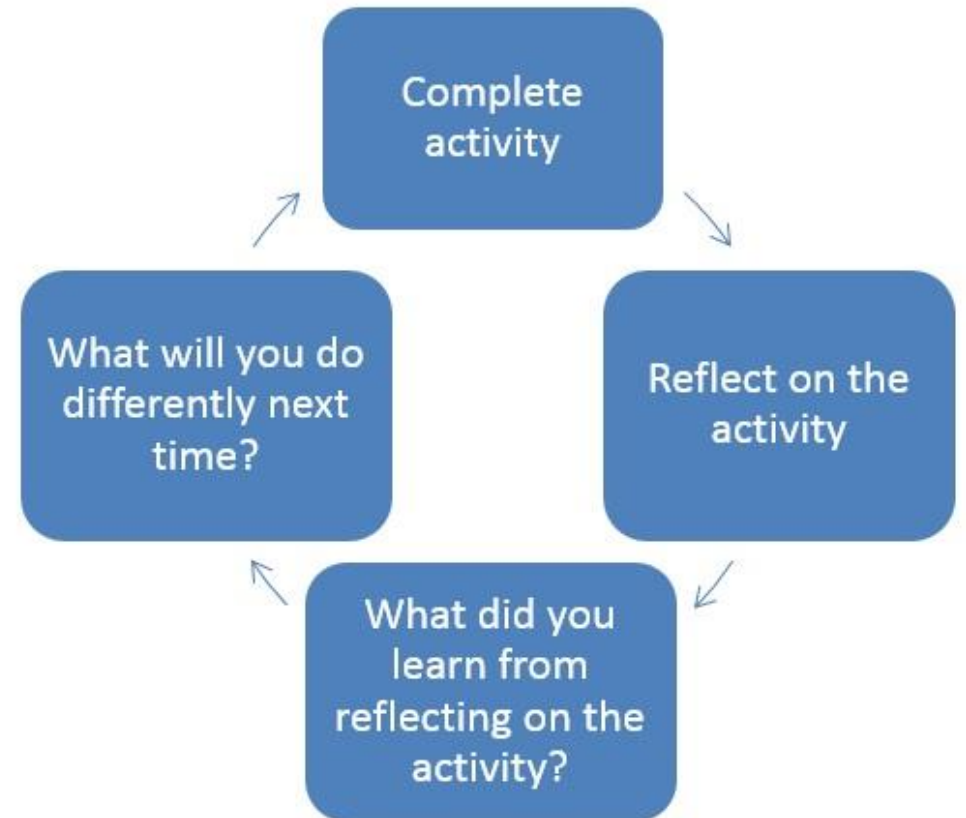 Complete
activity
Reflect on the
activity
What did you
learn from
reflecting on the
activity?
What will you do
differently next
time?